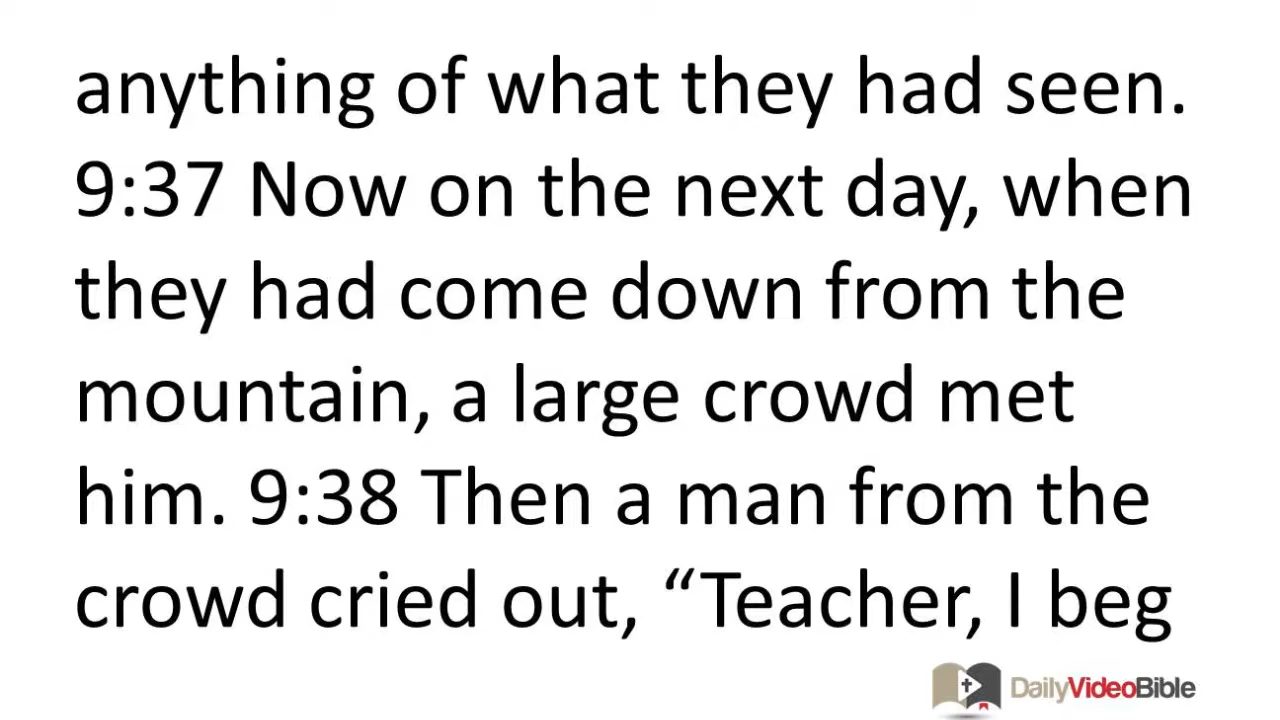 anything of what they had seen.
9:37 Now on the next day, when
they had come down from the
mountain, a large crowd met
him. 9:38 Then a man from the
crowd cried out, “Teacher, I beg
DailyVideoBible